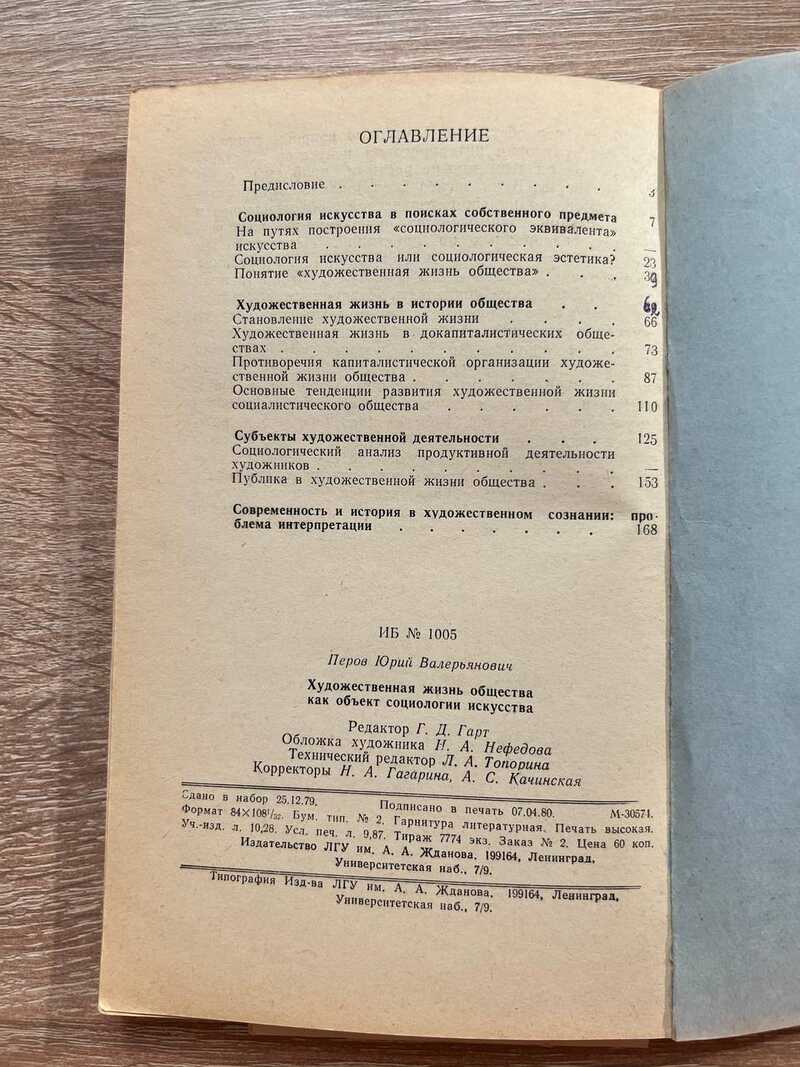 ОГЛАВЛЕНИЕ
Предисловие . . . . . . . . . 3
Социология искусства в поисках собственного предмета 7
На путях построения «социологического эквивалента»
искусства . . . . . . . . . . —
Социология искусства или социологическая эстетика? 23
Понятие «художественная жизнь общества» . . . 39
Художественная жизнь в истории общества . . .
Становление художественной жизни . . . . 66
Художественная жизнь в докапиталистических обще-
ствах . . . . . . . . . . . 73
Противоречия капиталистической организации художе-
ственной жизни общества . . . . . . . 87
Основные тенденции развития художественной жизни
социалистического общества . . . . . . 110
Субъекты художественной деятельности . . . 125
Социологический анализ продуктивной деятельности
художников . . . . . . . . . . —
Публика в художественной жизни общества . . . 153
Современность и история в художественном сознании: про-
блема интерпретации . . . . . . . 168
ИБ № 1005
Перов Юрий Валерьянович
Художественная жизнь общества
как объект социологии искусства
Редактор Г. Д. Гарт
Обложка художника Н. А. Нефедова
Технический редактор Л. А. Топорина
Корректоры Н. А. Гагарина, А. С. Качинская
Сдано в набор 25.12.79. Подписано в печать 07.04.80. М-30571.
Формат 84×108¹/₃₂. Бум. тип. № 2. Гарнитура литературная. Печать высокая.
Уч.-изд. л. 10,28. Усл. печ. л. 9,87. Тираж 7774 экз. Заказ № 2. Цена 60 коп.
Издательство ЛГУ им. А. А. Жданова. 199164, Ленинград,
Университетская наб., 7/9.
Типография Изд-ва ЛГУ им. А. А. Жданова. 199164, Ленинград,
Университетская наб., 7/9.